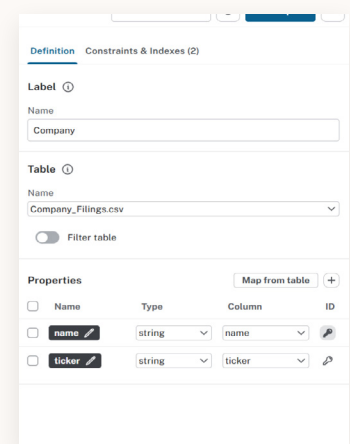 Definition Constraints & Indexes (2)
Label
Name
Company
Table
Name
Company_Filings.csv
Filter table
Properties Map from table
Name Type Column ID
name string name
ticker string ticker